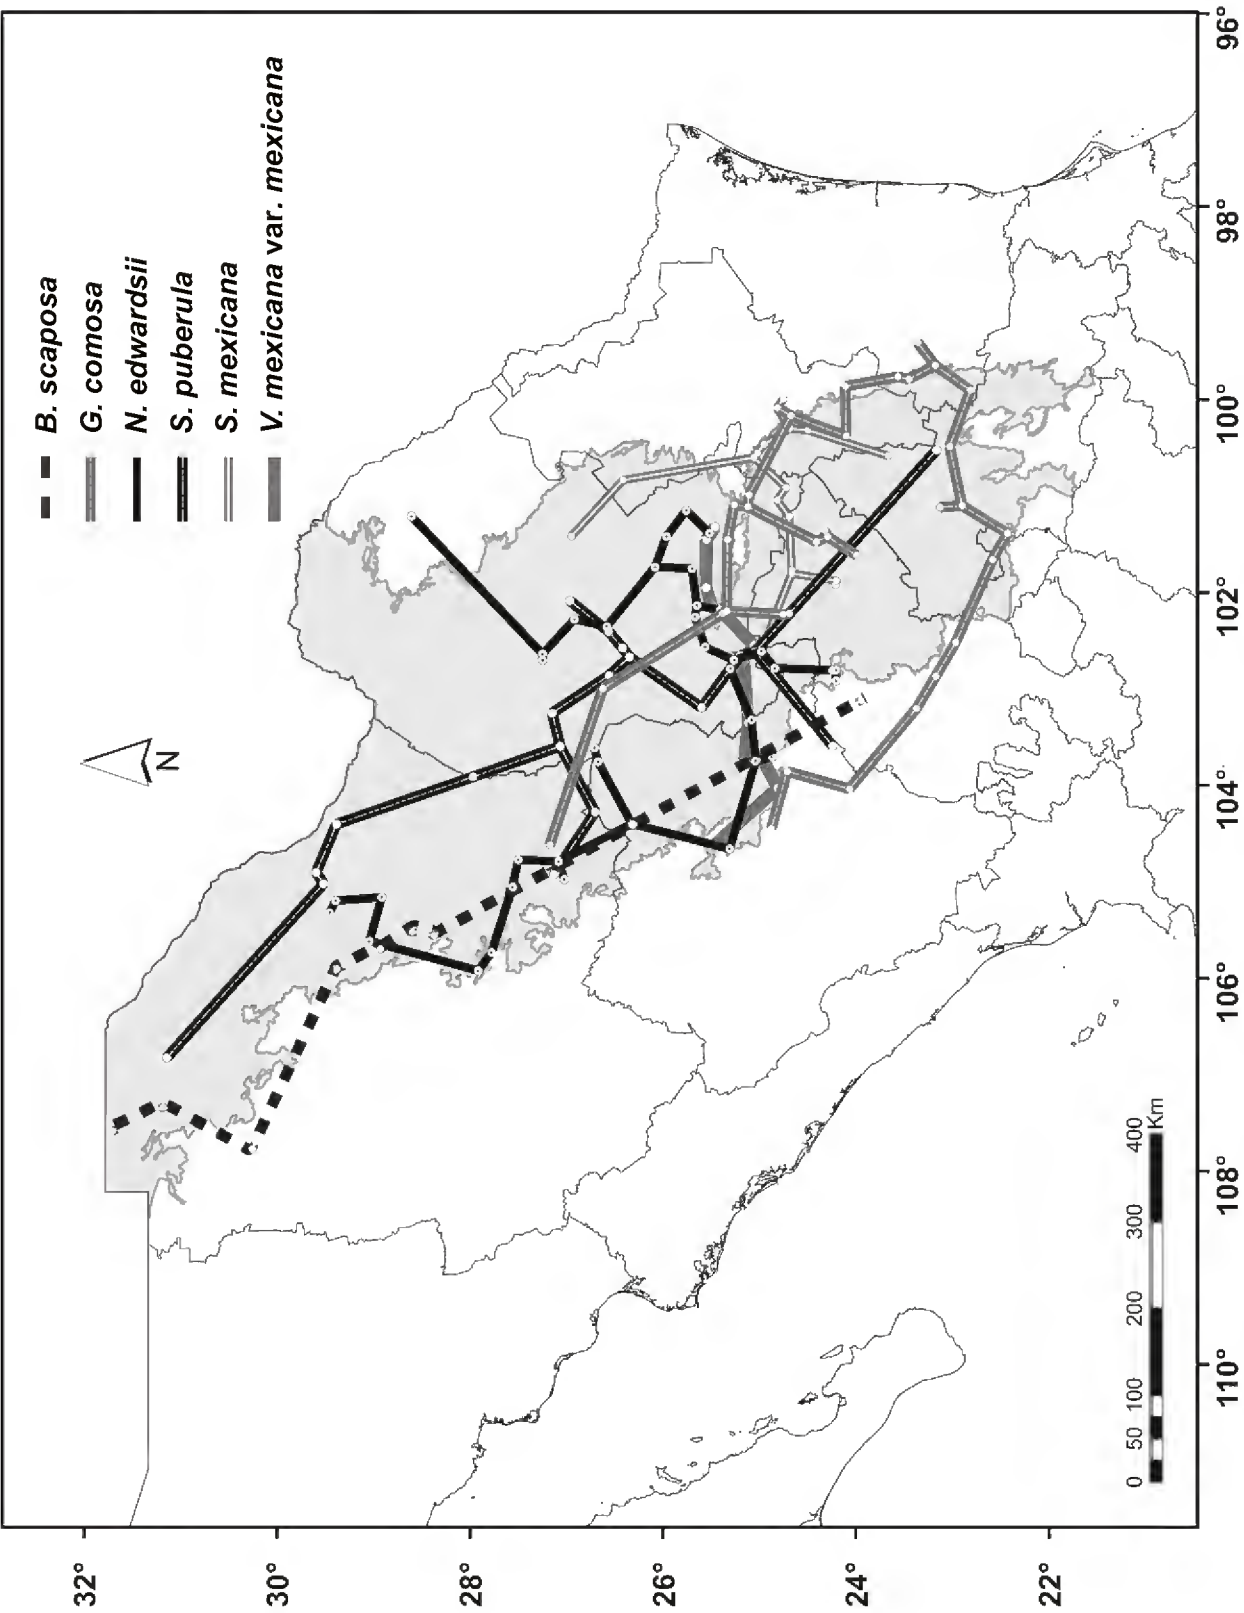 B. scaposa
G. comosa
N. edwardsii
S. puberula
S. mexicana
V. mexicana var. mexicana
N
32°
30°
28°
26°
24°
22°
0 50 100 200 300 400
Km
110° 108° 106° 104° 102° 100° 98° 96°